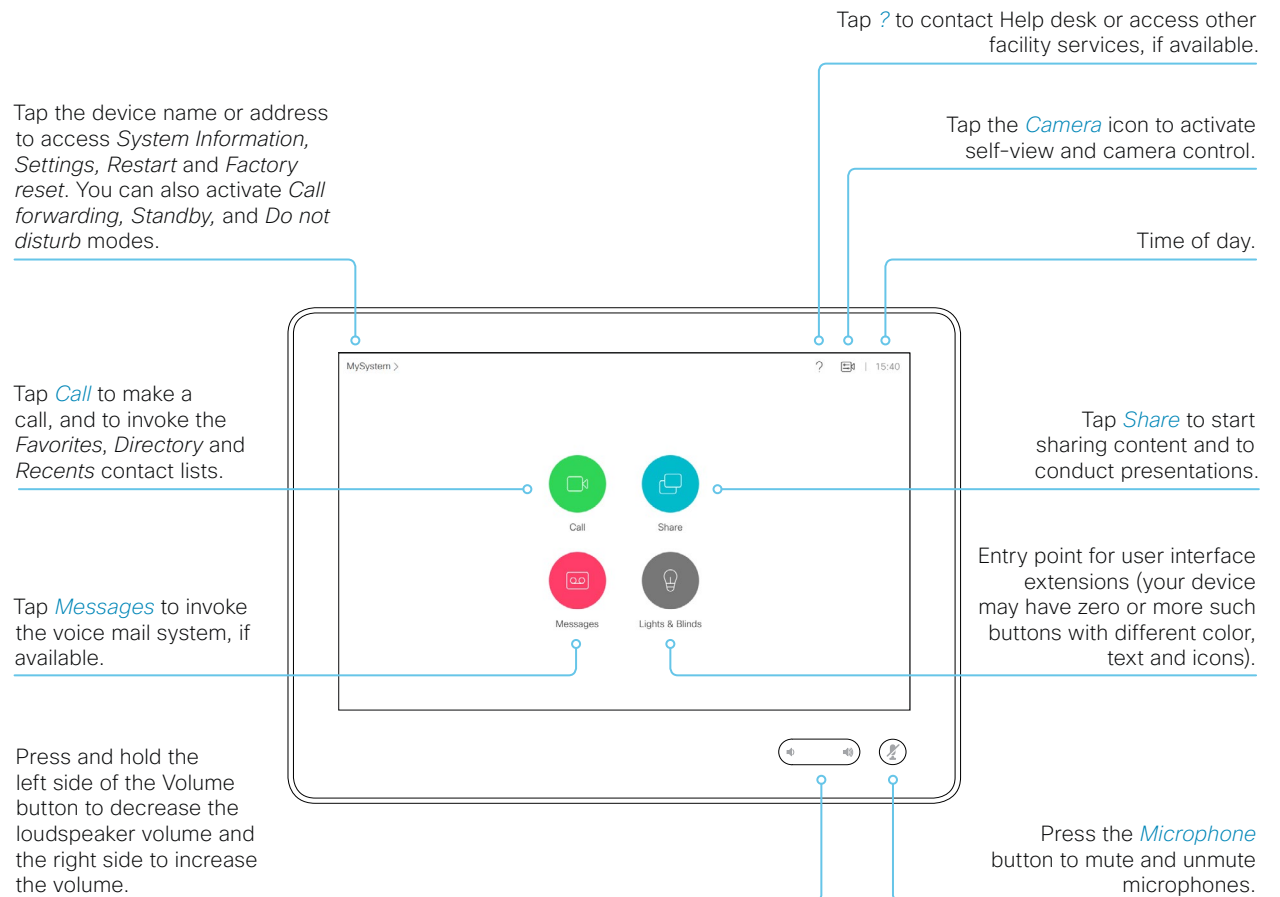 Tap ? to contact Help desk or access other
facility services, if available.
Tap the device name or address
to access System Information,
Settings, Restart and Factory
reset. You can also activate Call
forwarding, Standby, and Do not
disturb modes.
Tap the Camera icon to activate
self-view and camera control.
Time of day.
MySystem >
? | 15:40
Tap Call to make a
call, and to invoke the
Favorites, Directory and
Recents contact lists.
Tap Share to start
sharing content and to
conduct presentations.
Call
Share
Messages
Lights & Blinds
Tap Messages to invoke
the voice mail system, if
available.
Entry point for user interface
extensions (your device
may have zero or more such
buttons with different color,
text and icons).
Press and hold the
left side of the Volume
button to decrease the
loudspeaker volume and
the right side to increase
the volume.
Press the Microphone
button to mute and unmute
microphones.